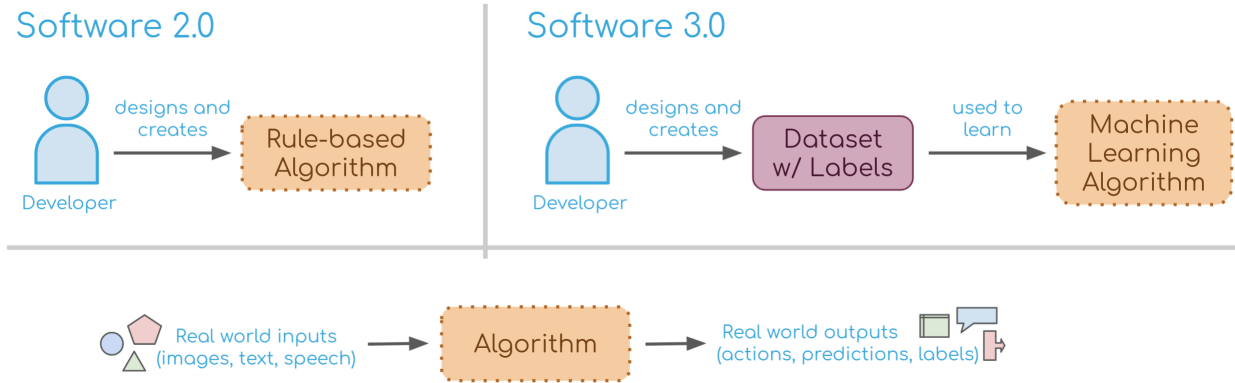 Software 2.0
designs and
creates
Rule-based
Algorithm
Developer
Software 3.0
designs and
creates
Dataset
w/ Labels
used to
learn
Machine
Learning
Algorithm
Developer
Real world inputs
(images, text, speech)
Algorithm
Real world outputs
(actions, predictions, labels)